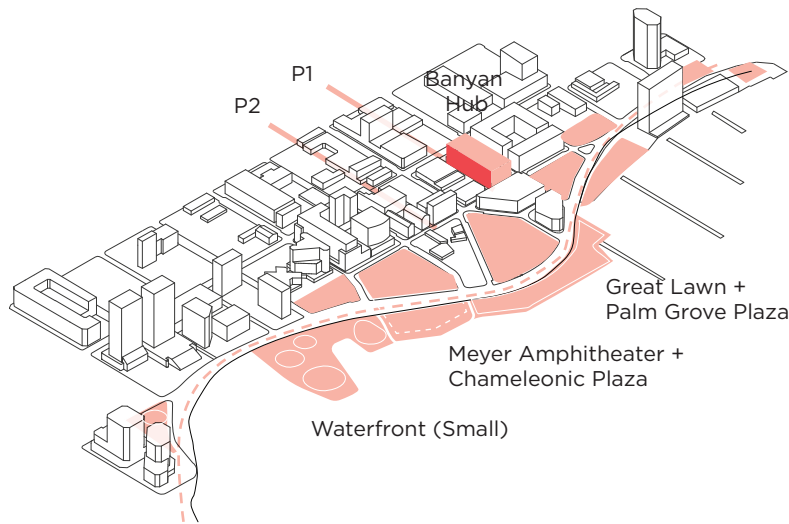 P1
Banyan
Hub
P2
Great Lawn +
Palm Grove Plaza
Meyer Amphitheater +
Chameleonic Plaza
Waterfront (Small)